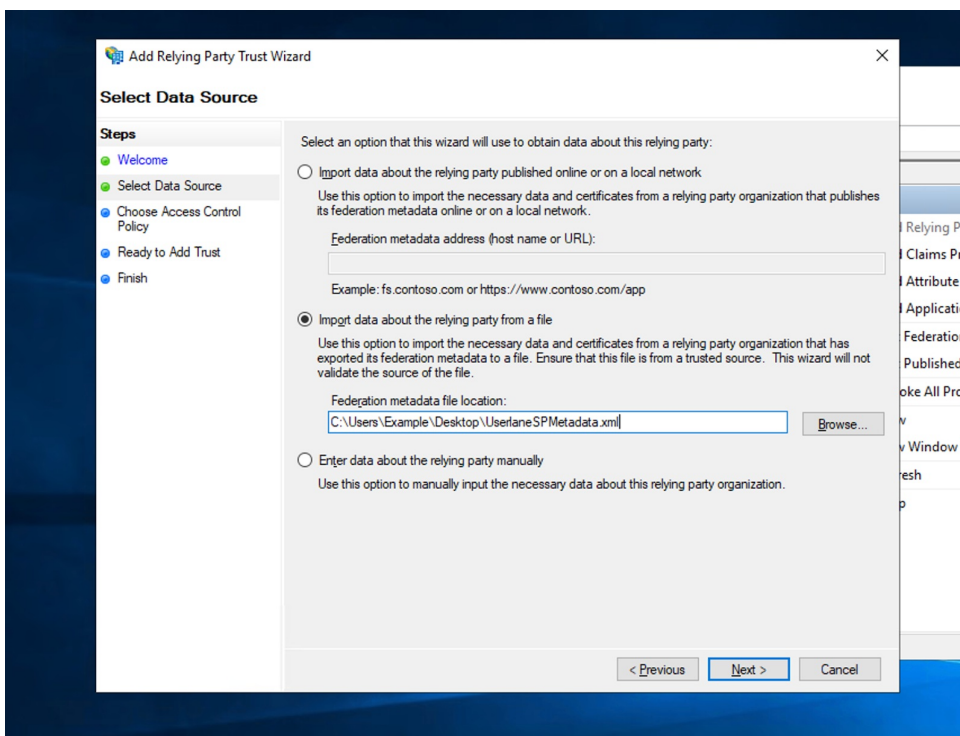 Add Relying Party Trust Wizard
Select Data Source
Steps
Welcome
Select Data Source
Choose Access Control
Policy
Ready to Add Trust
Finish
Select an option that this wizard will use to obtain data about this relying party:
Import data about the relying party published online or on a local network
Use this option to import the necessary data and certificates from a relying party organization that publishes
its federation metadata online or on a local network.
Federation metadata address (host name or URL):
Example: fs.contoso.com or https://www.contoso.com/app
Import data about the relying party from a file
Use this option to import the necessary data and certificates from a relying party organization that has
exported its federation metadata to a file. Ensure that this file is from a trusted source.  This wizard will not
validate the source of the file.
Federation metadata file location:
C:\Users\Example\Desktop\UserlaneSPMetadata.xml
Browse...
Enter data about the relying party manually
Use this option to manually input the necessary data about this relying party organization.
< Previous
Next >
Cancel
Relying P
Claims P
Attribute
Applicati
Federatio
Published
oke All Pro
w
v Window
resh
p